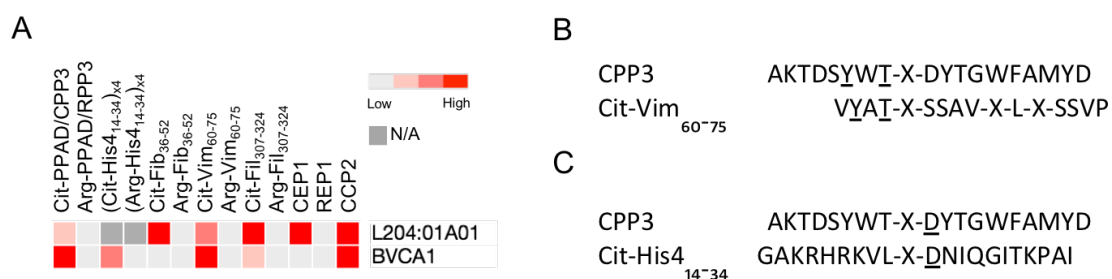 A
Cit-PPAD/CPP3
Arg-PPAD/RPP3
(Cit-His4₁₄₋₃₄)ₓ₄
(Arg-His4₁₄₋₃₄)ₓ₄
Cit-Fib₃₆₋₅₂
Arg-Fib₃₆₋₅₂
Cit-Vim₆₀₋₇₅
Arg-Vim₆₀₋₇₅
Cit-Fil₃₀₇₋₃₂₄
Arg-Fil₃₀₇₋₃₂₄
CEP1
REP1
CCP2
Low High
N/A
L204:01A01
BVCA1
B
CPP3 AKTDSYWT-X-DYTGWFAMYD
Cit-Vim₆₀₋₇₅ VYAT-X-SSAV-X-L-X-SSVP
C
CPP3 AKTDSYWT-X-DYTGWFAMYD
Cit-His4₁₄₋₃₄ GAKRHRKVL-X-DNIQGITKPAI